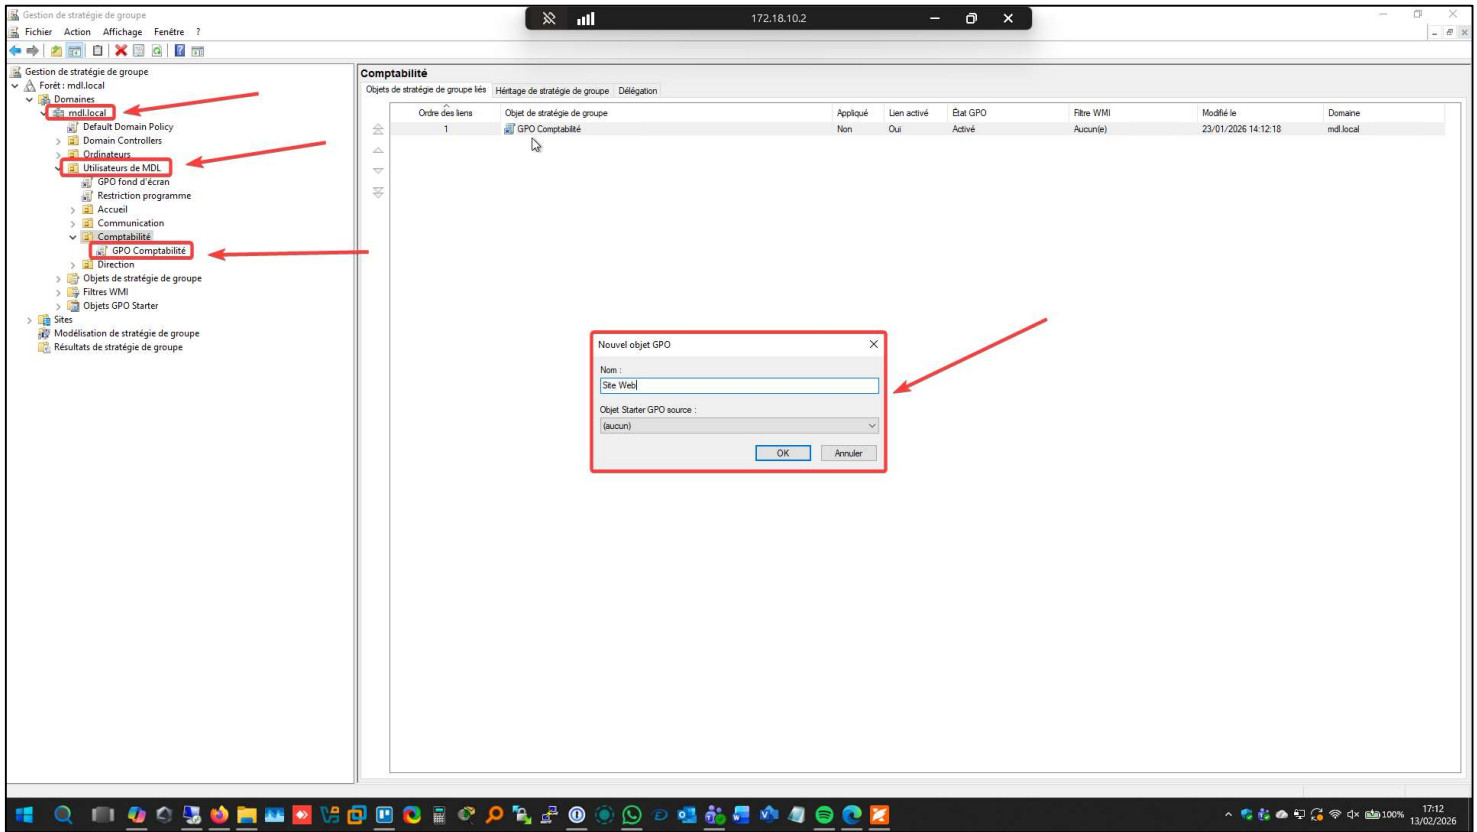 Gestion de stratégie de groupe
172.18.10.2
Fichier Action Affichage Fenêtre ?
Gestion de stratégie de groupe
Forêt : mdl.local
Domaines
mdl.local
Default Domain Policy
Domain Controllers
Ordinateurs
Utilisateurs de MDL
GPO fond d'écran
Restriction programme
Accueil
Communication
Comptabilité
GPO Comptabilité
Direction
Objets de stratégie de groupe
Filtres WMI
Objets GPO Starter
Sites
Modélisation de stratégie de groupe
Résultats de stratégie de groupe
Comptabilité
Objets de stratégie de groupe liés Héritage de stratégie de groupe Délégation
Ordre des liens Objet de stratégie de groupe Appliqué Lien activé État GPO Filtre WMI Modifié le Domaine
1 GPO Comptabilité Non Oui Activé Aucun(e) 23/01/2026 14:12:18 mdl.local
Nouvel objet GPO
Nom :
Site Web
Objet Starter GPO source :
(aucun)
OK Annuler
100% 17:12
13/02/2026